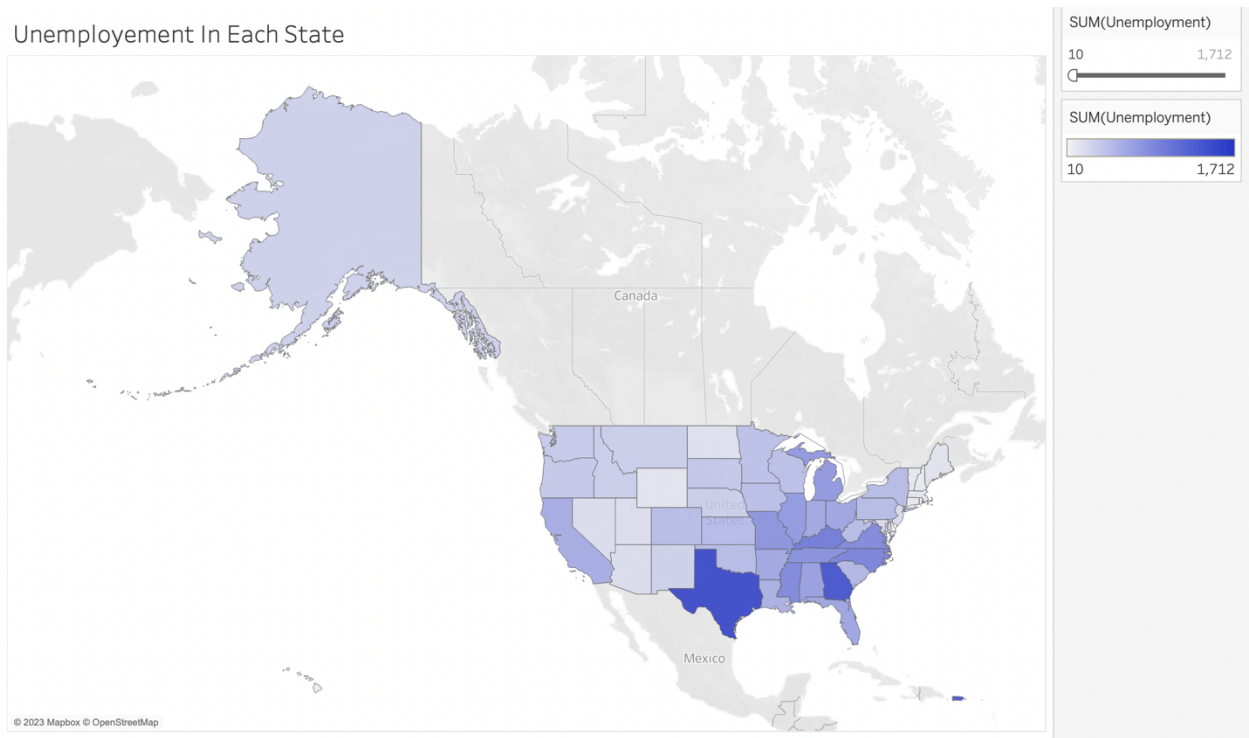 Unemployement In Each State
SUM(Unemployment)
10 1,712
SUM(Unemployment)
10 1,712
Canada
United
States
Mexico
© 2023 Mapbox © OpenStreetMap